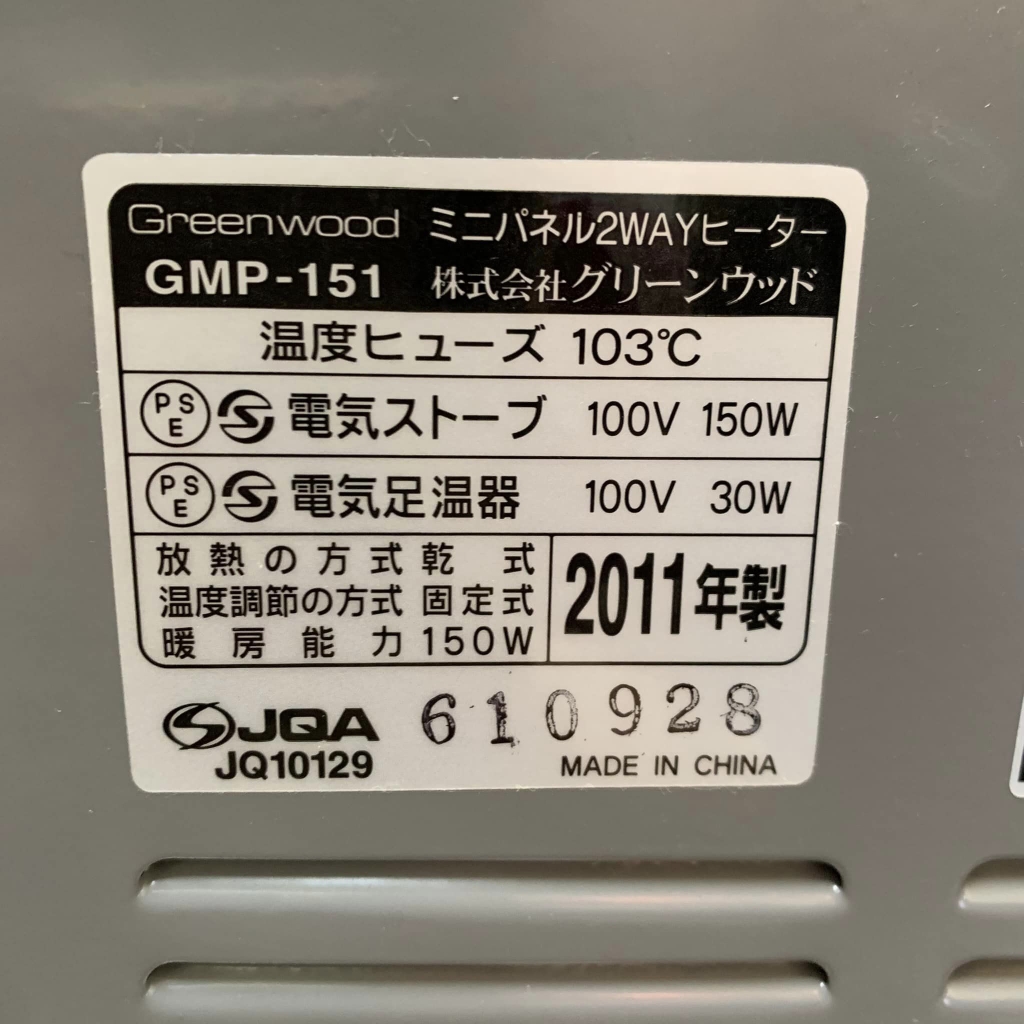 Greenwood ミニパネル2WAYヒーター
GMP-151 株式会社グリーンウッド
温度ヒューズ 103℃
PSE 電気ストーブ 100V 150W
PSE 電気足温器 100V 30W
放熱の方式 乾式
温度調節の方式 固定式
暖房能力 150W
2011年製
JQA 610928
JQ10129
MADE IN CHINA